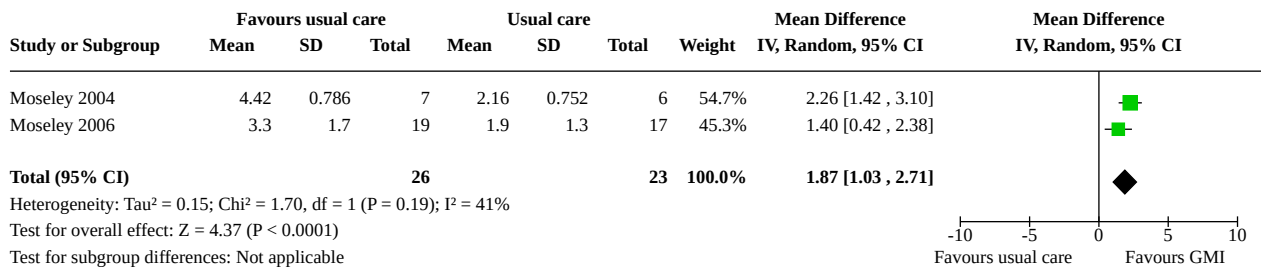 Favours usual care Usual care Mean Difference Mean Difference
Study or Subgroup Mean SD Total Mean SD Total Weight IV, Random, 95% CI IV, Random, 95% CI
Moseley 2004 4.42 0.786 7 2.16 0.752 6 54.7% 2.26 [1.42 , 3.10]
Moseley 2006 3.3 1.7 19 1.9 1.3 17 45.3% 1.40 [0.42 , 2.38]
Total (95% CI) 26 23 100.0% 1.87 [1.03 , 2.71]
Heterogeneity: Tau² = 0.15; Chi² = 1.70, df = 1 (P = 0.19); I² = 41%
Test for overall effect: Z = 4.37 (P < 0.0001) -10 -5 0 5 10
Test for subgroup differences: Not applicable Favours usual care Favours GMI